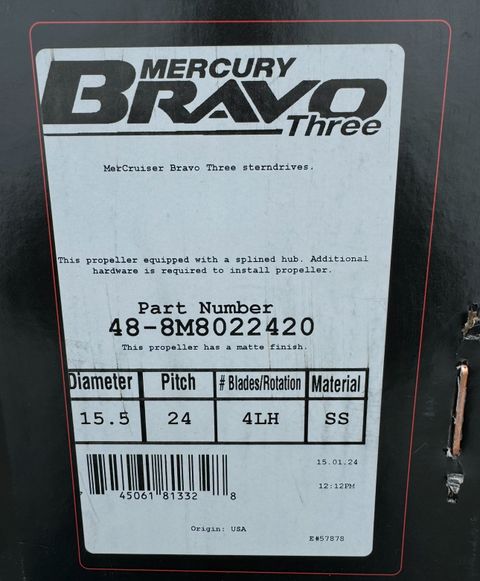 MERCURY
BRAVO
Three
MerCruiser Bravo Three sterndrives.
This propeller equipped with a splined hub. Additional
hardware is required to install propeller.
Part Number
48-8M8022420
This propeller has a matte finish.
Diameter Pitch # Blades/Rotation Material
15.5 24 4LH SS
15.01.24
7 45061 81332 8
12:12PM
Origin: USA
E#57878